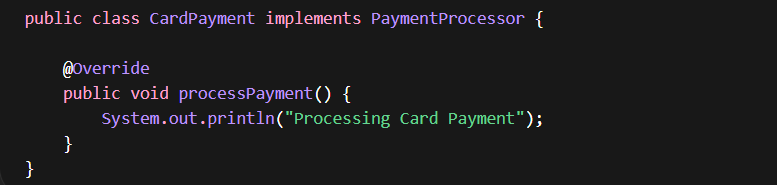 public class CardPayment implements PaymentProcessor {
@Override
public void processPayment() {
System.out.println("Processing Card Payment");
}
}